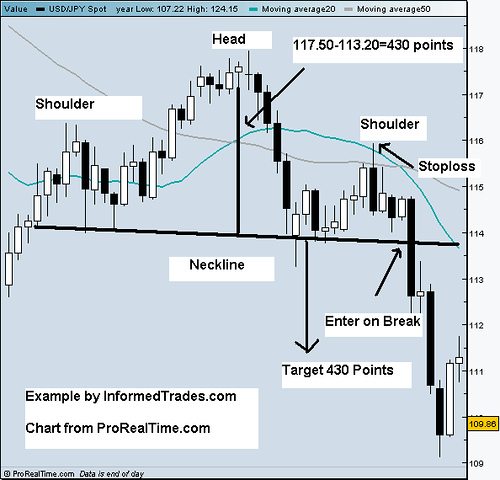 Value USD/JPY Spot year Low: 107.22 High: 124.15 Moving average20 Moving average50
Head
117.50-113.20=430 points
118
117
Shoulder
Shoulder
116
Stoploss
115
114
Neckline
113
Enter on Break
112
Target 430 Points
111
Example by InformedTrades.com
Chart from ProRealTime.com
109.86
109
© ProRealTime.com Data is end of day